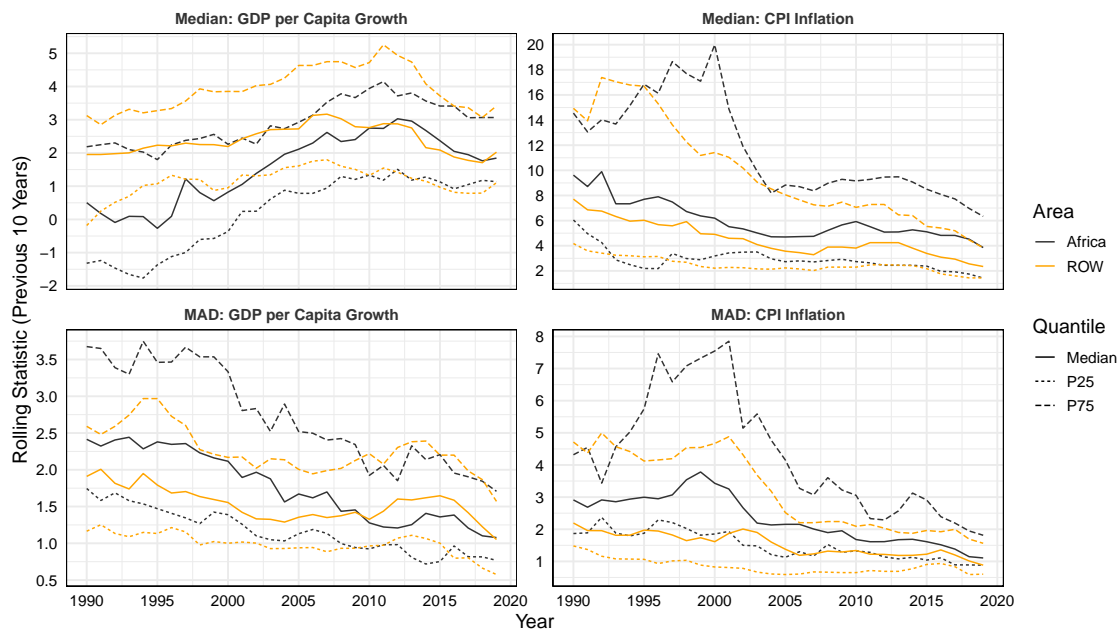 Median: GDP per Capita Growth
Median: CPI Inflation
5
4
3
2
1
0
−1
−2
20
18
16
14
12
10
8
6
4
2
MAD: GDP per Capita Growth
MAD: CPI Inflation
3.5
3.0
2.5
2.0
1.5
1.0
0.5
8
7
6
5
4
3
2
1
1990 1995 2000 2005 2010 2015 2020
1990 1995 2000 2005 2010 2015 2020
Year
Rolling Statistic (Previous 10 Years)
Area
Africa
ROW
Quantile
Median
P25
P75